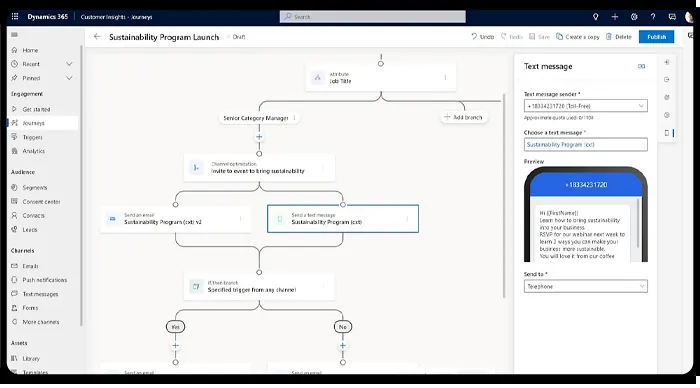 Dynamics 365
Customer Insights - Journeys
Search
Home
Recent
Pinned
Engagement
Get started
Journeys
Triggers
Analytics
Audience
Segments
Consent center
Contacts
Leads
Channels
Emails
Push notifications
Text messages
Forms
More channels
Assets
Library
Templates
Sustainability Program Launch
Draft
Undo
Redo
Save
Create a copy
Delete
Publish
Attribute
Job Title
Senior Category Manager
Add branch
Channel optimization
Invite to event to bring sustainability
Send an email
Sustainability Program (cxt) v2
Send a text message
Sustainability Program (cxt)
If/then branch
Specified trigger from any channel
Yes
No
Send an email
Send an email
Text message
Text message sender *
+18334231720 (Toll-Free)
Approximate quota used: 0/1100
Choose a text message *
Sustainability Program (cxt)
Preview
+18334231720
Hi {{FirstName}}
Learn how to bring sustainability
into your business.
RSVP for our webinar next week to
learn 3 ways you can make your
business more sustainable.
You will love it from our coffee
Send to *
Telephone